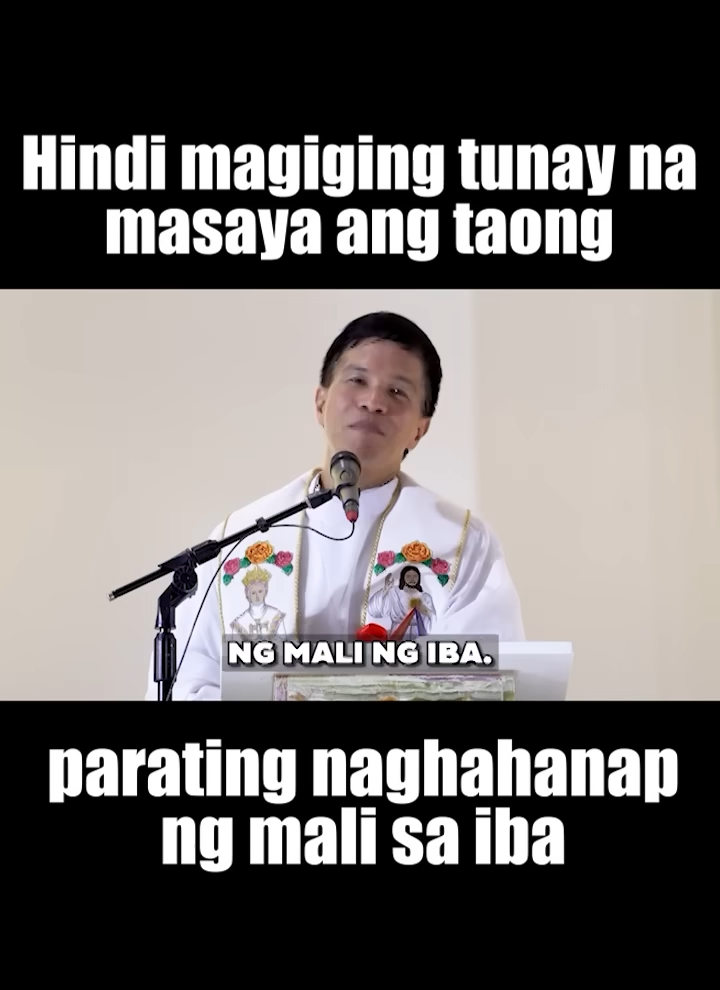 Hindi magiging tunay na
masaya ang taong
NG MALI NG IBA.
parating naghahanap
ng mali sa iba